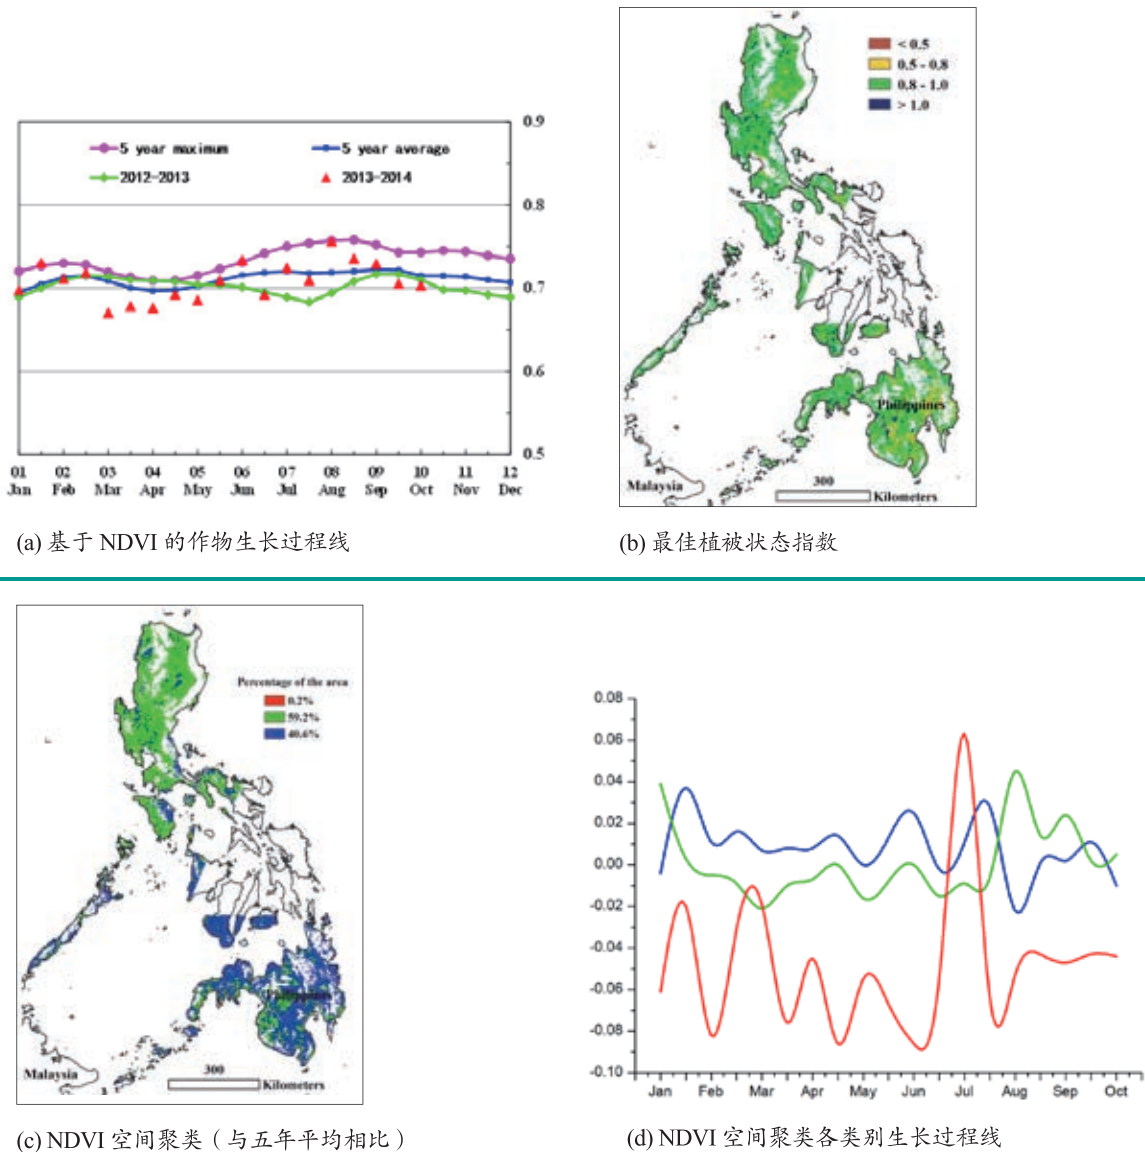 5 year maximum
5 year average
2012-2013
2013-2014
0.9
0.8
0.7
0.6
0.5
01 02 03 04 05 06 07 08 09 10 11 12
Jan Feb Mar Apr May Jun Jul Aug Sep Oct Nov Dec
(a) 基于 NDVI 的作物生长过程线
< 0.5
0.5 - 0.8
0.8 - 1.0
> 1.0
Philippines
Malaysia
300
Kilometers
(b) 最佳植被状态指数
Percentage of the area
0.2%
59.2%
40.6%
Philippines
Malaysia
300
Kilometers
(c) NDVI 空间聚类（与五年平均相比）
0.08
0.06
0.04
0.02
0.00
-0.02
-0.04
-0.06
-0.08
-0.10
Jan Feb Mar Apr May Jun Jul Aug Sep Oct
(d) NDVI 空间聚类各类别生长过程线